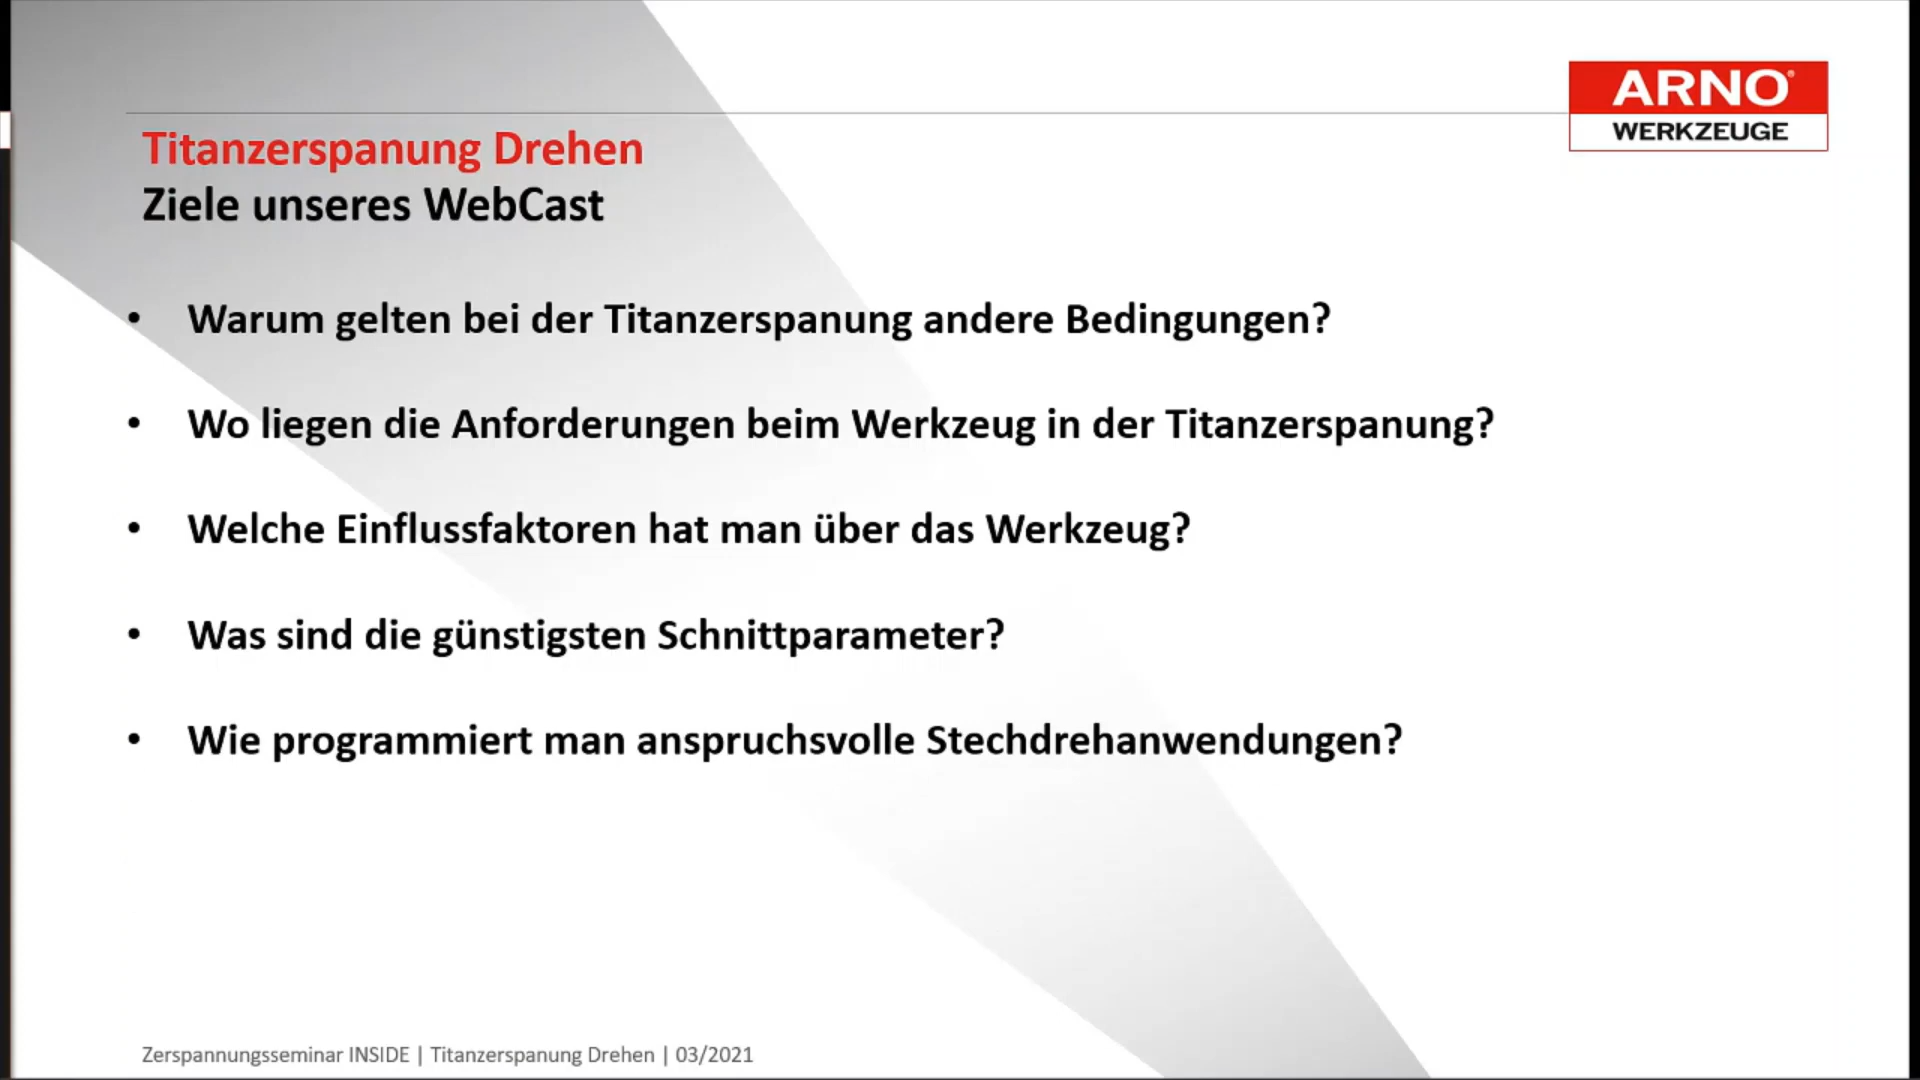 ARNO®
WERKZEUGE
Titanzerspanung Drehen
Ziele unseres WebCast
• Warum gelten bei der Titanzerspanung andere Bedingungen?
• Wo liegen die Anforderungen beim Werkzeug in der Titanzerspanung?
• Welche Einflussfaktoren hat man über das Werkzeug?
• Was sind die günstigsten Schnittparameter?
• Wie programmiert man anspruchsvolle Stechdrehanwendungen?
Zerspannungsseminar INSIDE | Titanzerspanung Drehen | 03/2021